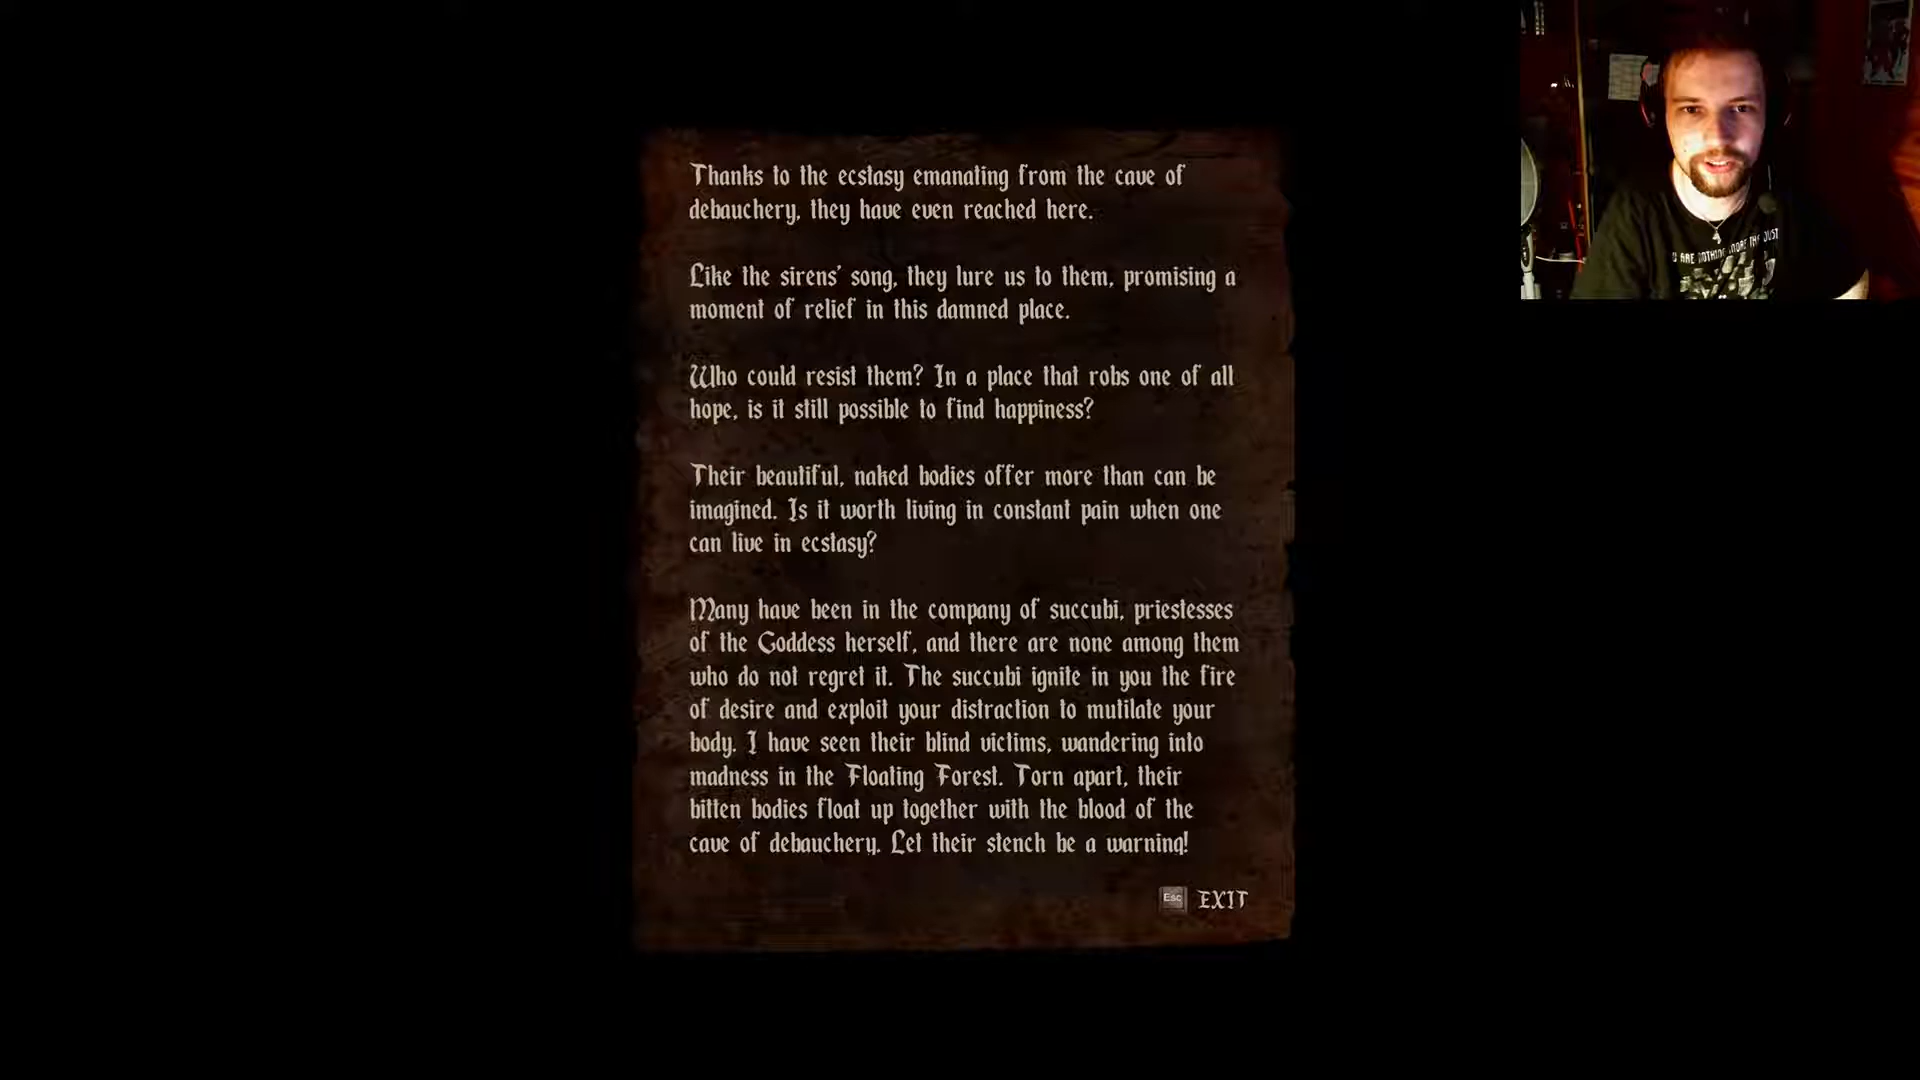 Thanks to the ecstasy emanating from the cave of
debauchery, they have even reached here.
Like the sirens' song, they lure us to them, promising a
moment of relief in this damned place.
Who could resist them? In a place that robs one of all
hope, is it still possible to find happiness?
Their beautiful, naked bodies offer more than can be
imagined. Is it worth living in constant pain when one
can live in ecstasy?
Many have been in the company of succubi, priestesses
of the Goddess herself, and there are none among them
who do not regret it. The succubi ignite in you the fire
of desire and exploit your distraction to mutilate your
body. I have seen their blind victims, wandering into
madness in the Floating Forest. Torn apart, their
bitten bodies float up together with the blood of the
cave of debauchery. Let their stench be a warning!
Esc EXIT
ARE NOTHING MORE THE JUST